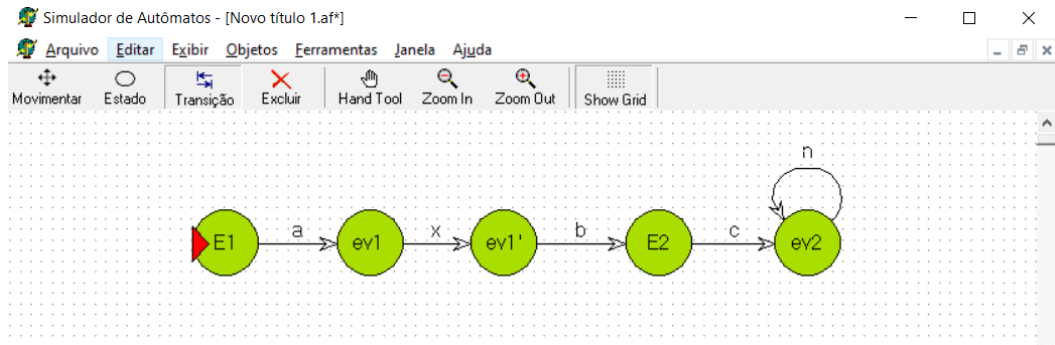 Simulador de Autômatos - [Novo título 1.af*]
Arquivo Editar Exibir Objetos Ferramentas Janela Ajuda
Movimentar Estado Transição Excluir Hand Tool Zoom In Zoom Out Show Grid
n
a x b c
E1 ev1 ev1' E2 ev2